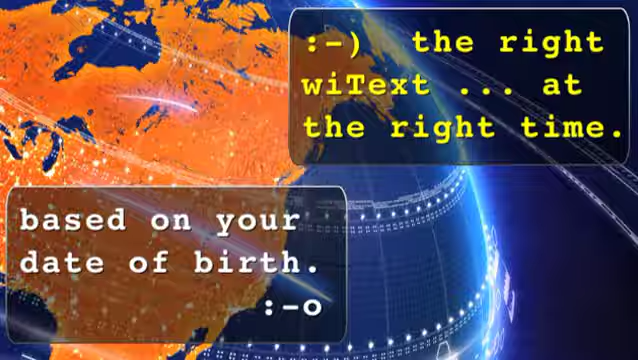 :-) the right
wiText ... at
the right time.
based on your
date of birth.
:-o